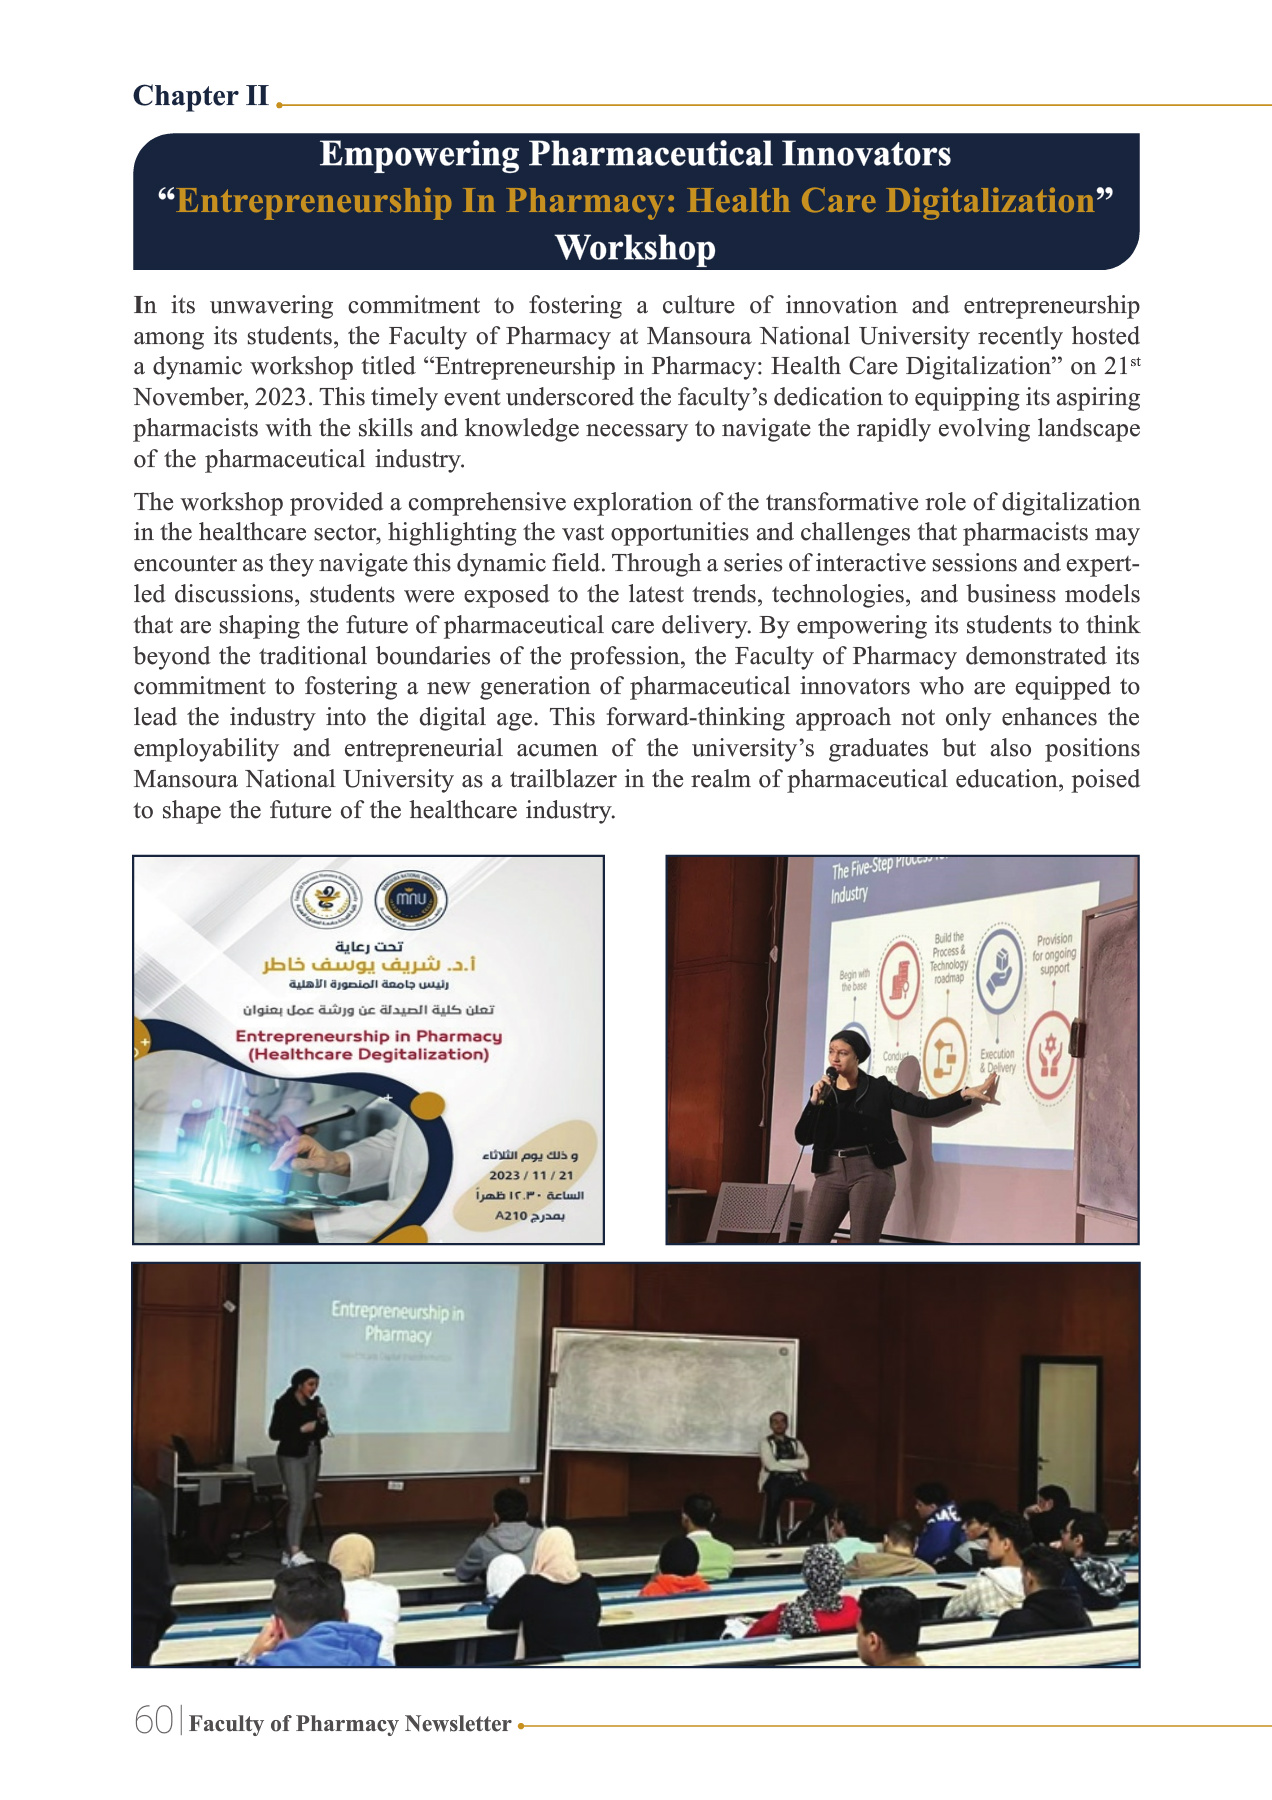 Chapter II
Empowering Pharmaceutical Innovators
“Entrepreneurship In Pharmacy: Health Care Digitalization”
Workshop
In its unwavering commitment to fostering a culture of innovation and entrepreneurship
among its students, the Faculty of Pharmacy at Mansoura National University recently hosted
a dynamic workshop titled “Entrepreneurship in Pharmacy: Health Care Digitalization” on 21st
November, 2023. This timely event underscored the faculty’s dedication to equipping its aspiring
pharmacists with the skills and knowledge necessary to navigate the rapidly evolving landscape
of the pharmaceutical industry.
The workshop provided a comprehensive exploration of the transformative role of digitalization
in the healthcare sector, highlighting the vast opportunities and challenges that pharmacists may
encounter as they navigate this dynamic field. Through a series of interactive sessions and expert-
led discussions, students were exposed to the latest trends, technologies, and business models
that are shaping the future of pharmaceutical care delivery. By empowering its students to think
beyond the traditional boundaries of the profession, the Faculty of Pharmacy demonstrated its
commitment to fostering a new generation of pharmaceutical innovators who are equipped to
lead the industry into the digital age. This forward-thinking approach not only enhances the
employability and entrepreneurial acumen of the university’s graduates but also positions
Mansoura National University as a trailblazer in the realm of pharmaceutical education, poised
to shape the future of the healthcare industry.
MANSOURA NATIONAL UNIVERSITY
mnu
تحت رعاية
أ.د. شريف يوسف خاطر
رئيس جامعة المنصورة الأهلية
تعلن كلية الصيدلة عن ورشة عمل بعنوان
Entrepreneurship in Pharmacy
(Healthcare Degitalization)
و ذلك يوم الثلاثاء
2023 / 11 / 21
الساعة ١٢.٣٠ ظهراً
بمدرج A210
The Five-Step Process
Industry
Begin with
the base
Conduct
Build the
Process &
Technology
roadmap
Execution
& Delivery
Provision
for ongoing
support
Entrepreneurship in
Pharmacy
60
Faculty of Pharmacy Newsletter